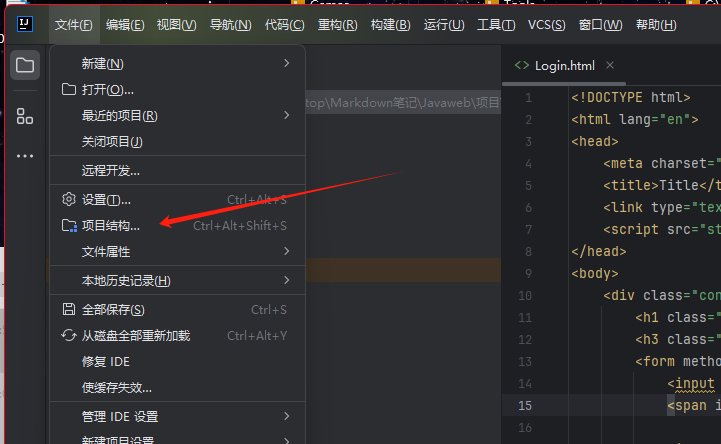 文件(F) 编辑(E) 视图(V) 导航(N) 代码(C) 重构(R) 构建(B) 运行(U) 工具(T) VCS(S) 窗口(W) 帮助(H)
新建(N)
打开(O)...
最近的项目(R)
关闭项目(J)
远程开发...
设置(T)... Ctrl+Alt+S
项目结构... Ctrl+Alt+Shift+S
文件属性
本地历史记录(H)
全部保存(S) Ctrl+S
从磁盘全部重新加载 Ctrl+Alt+Y
修复 IDE
使缓存失效...
管理 IDE 设置
新建项目设置
top\Markdown笔记\Javaweb\项目
Login.html
1 <!DOCTYPE html>
2 <html lang="en">
3 <head>
4 <meta charset="
5 <title>Title</t
6 <link type="tex
7 <script src="st
8 </head>
9 <body>
10 <div class="con
11 <h1 class="
12 <h3 class="
13 <form metho
14 <input
15 <span i
16